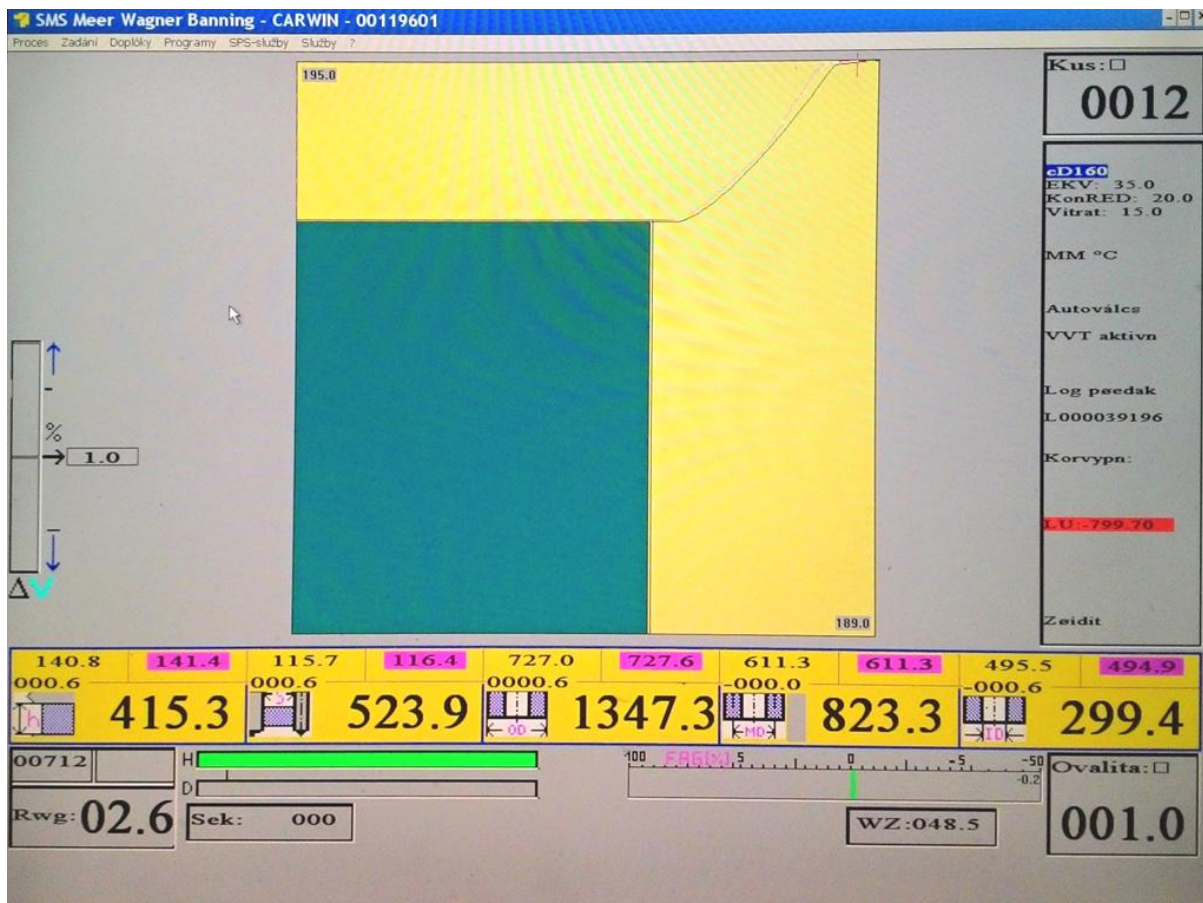 SMS Meer Wagner Banning - CARWIN - 00119601
Proces Zadání Doplòky Programy SPS-služby Služby ?
195.0
Kus:
0012
cD160
EKV: 35.0
KonRED: 20.0
Vitrat: 15.0
MM °C
Autoválcs
VVT aktivn
Log pøedak
L000039196
Korvypn:
LU:-799.70
Zøidit
%
1.0
ΔV
189.0
140.8 141.4 115.7 116.4 727.0 727.6 611.3 611.3 495.5 494.9
000.6 000.6 0000.6 -000.0 -000.6
h 415.3 S 523.9 OD 1347.3 MD 823.3 ID 299.4
00712
H
D
100 FAG[%] 5 0 -5 -50
-0.2
Ovalita:
001.0
Rwg: 02.6
Sek: 000
WZ:048.5